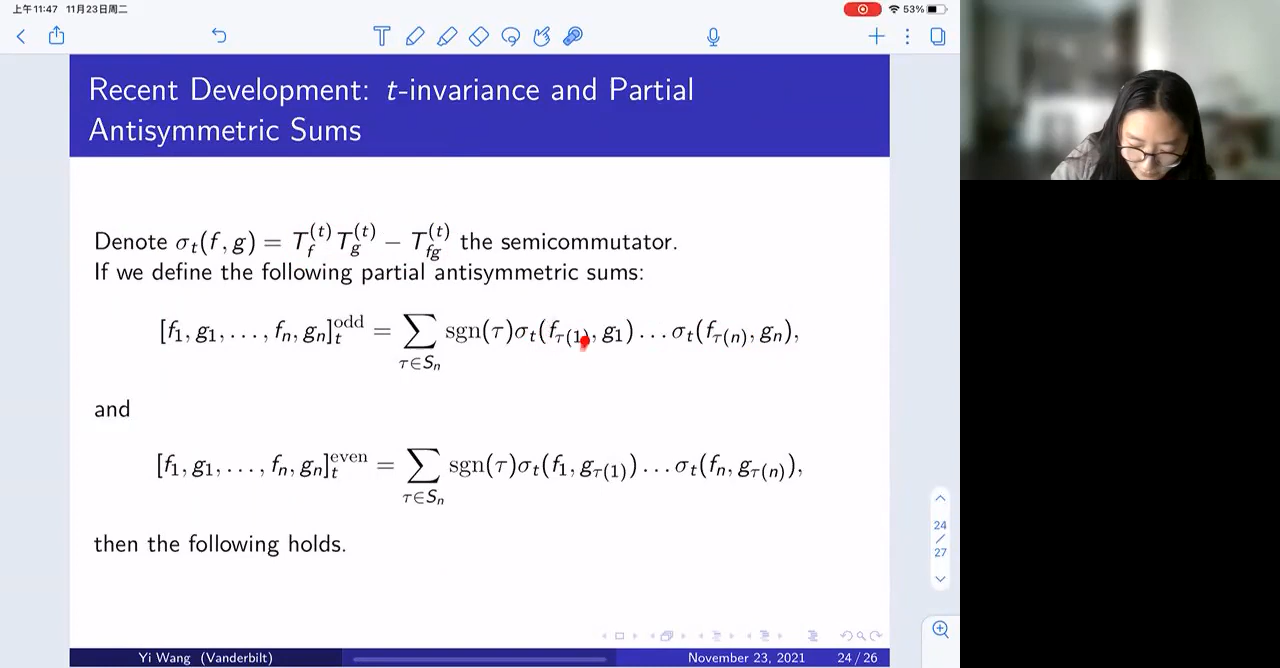 上午11:47 11月23日周二
53%
Recent Development: t-invariance and Partial
Antisymmetric Sums
Denote σ_t(f, g) = T_f^{(t)} T_g^{(t)} − T_{fg}^{(t)} the semicommutator.
If we define the following partial antisymmetric sums:
[f_1, g_1, . . . , f_n, g_n]_t^{odd} = ∑_{τ∈S_n} sgn(τ)σ_t(f_{τ(1)}, g_1) . . . σ_t(f_{τ(n)}, g_n),
and
[f_1, g_1, . . . , f_n, g_n]_t^{even} = ∑_{τ∈S_n} sgn(τ)σ_t(f_1, g_{τ(1)}) . . . σ_t(f_n, g_{τ(n)}),
then the following holds.
24
/
27
Yi Wang (Vanderbilt) November 23, 2021 24 / 26